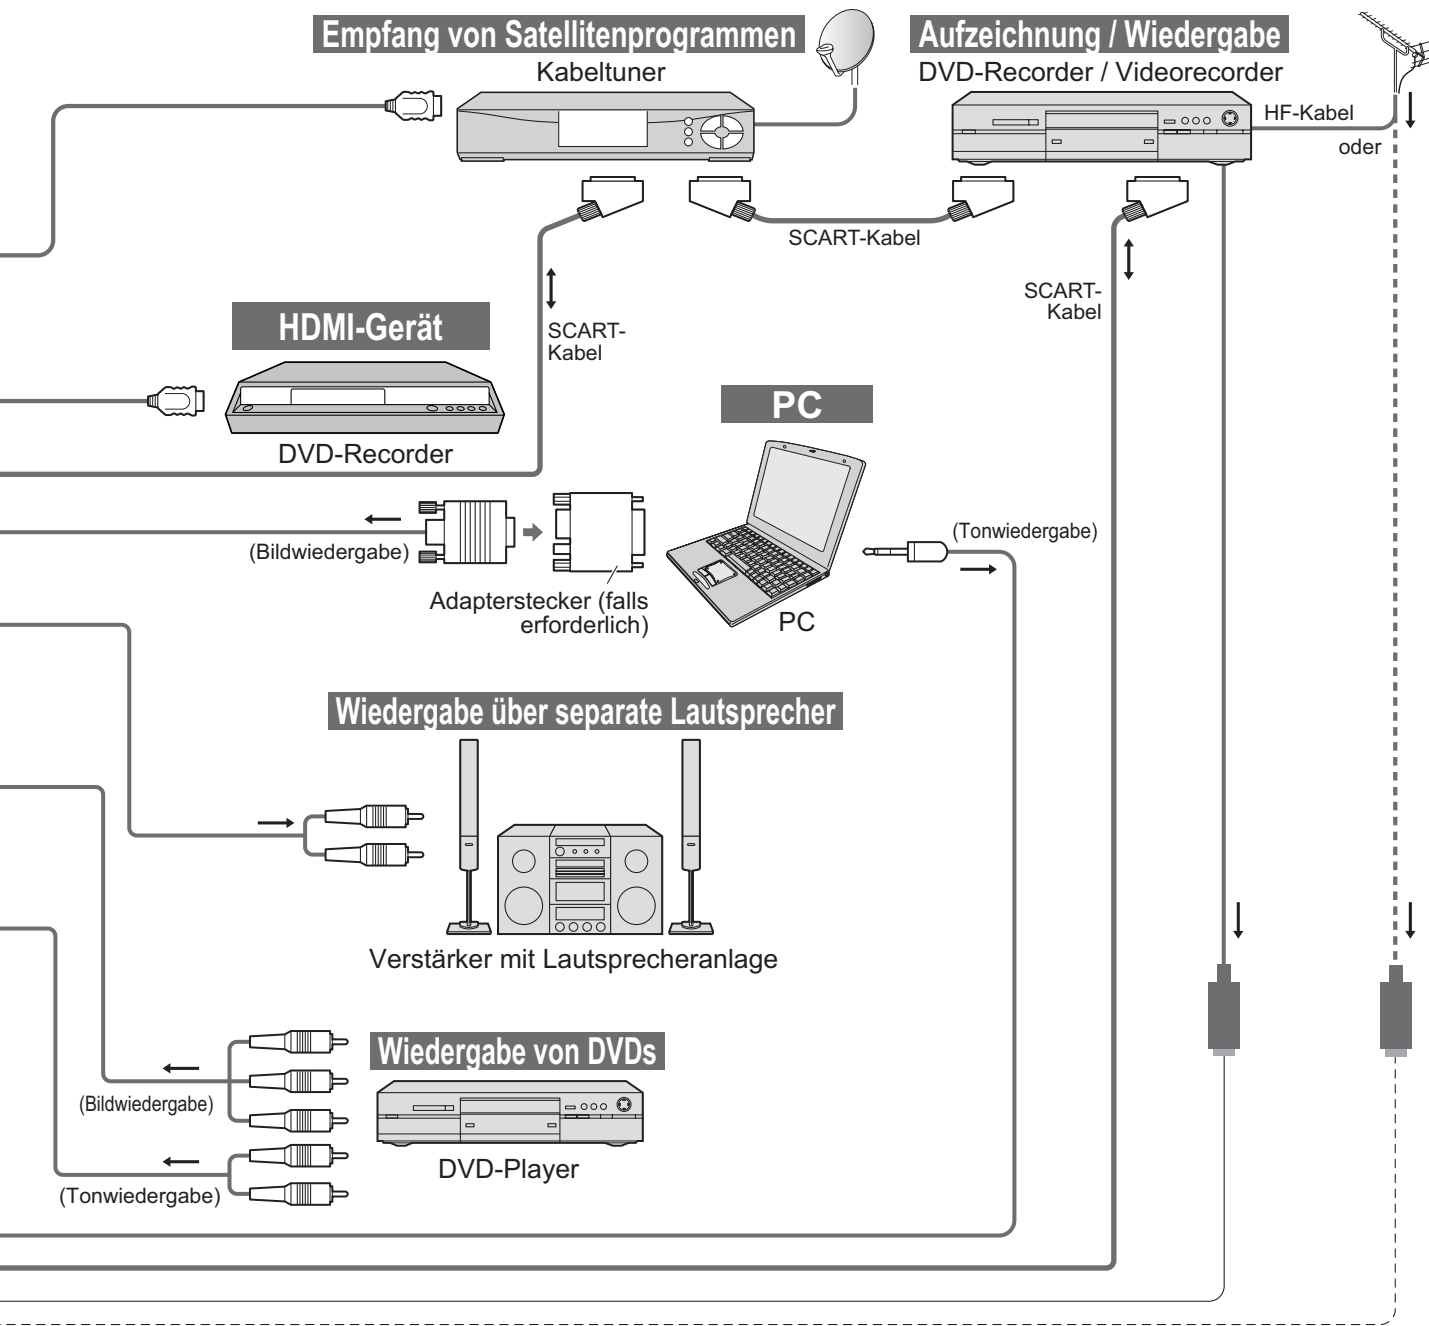 Empfang von Satellitenprogrammen
Kabeltuner
Aufzeichnung / Wiedergabe
DVD-Recorder / Videorecorder
HF-Kabel
oder
SCART-Kabel
SCART-
Kabel
HDMI-Gerät
SCART-
Kabel
DVD-Recorder
PC
(Bildwiedergabe)
(Tonwiedergabe)
Adapterstecker (falls
erforderlich)
PC
Wiedergabe über separate Lautsprecher
Verstärker mit Lautsprecheranlage
Wiedergabe von DVDs
(Bildwiedergabe)
DVD-Player
(Tonwiedergabe)